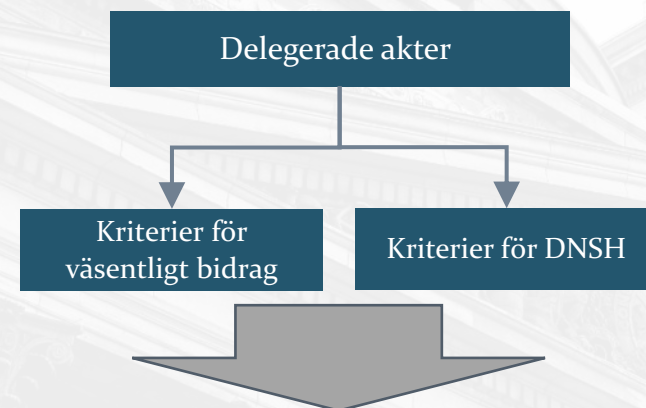 Delegerade akter
Kriterier för
väsentligt bidrag
Kriterier för DNSH